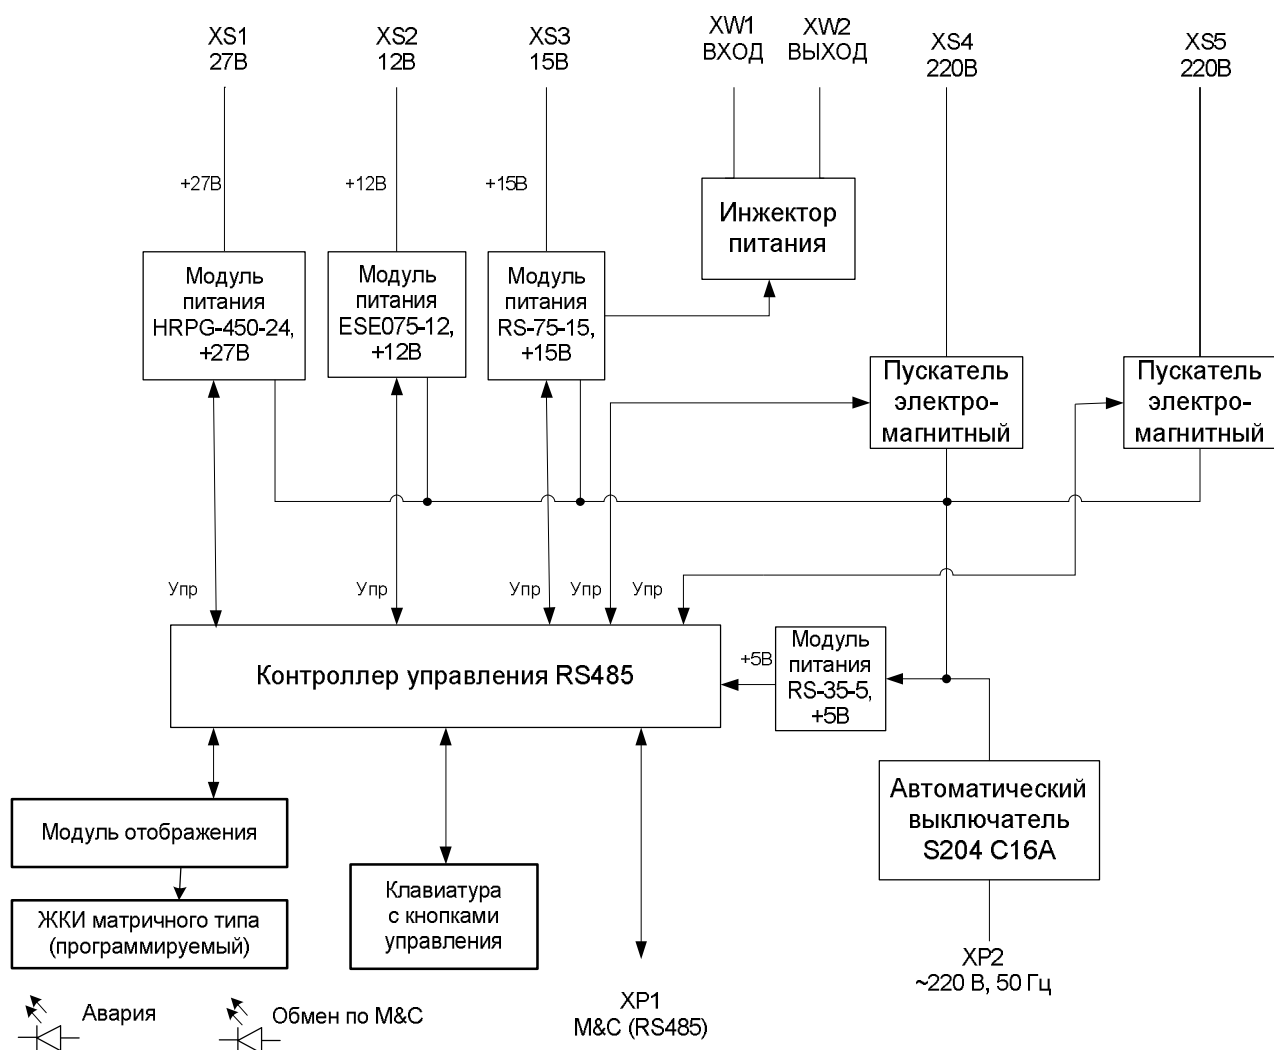 XS1
27В
XS2
12В
XS3
15В
XW1
ВХОД
XW2
ВЫХОД
XS4
220В
XS5
220В
+27В
+12В
+15В
Инжектор
питания
Модуль
питания
HRPG-450-24,
+27В
Модуль
питания
ESE075-12,
+12В
Модуль
питания
RS-75-15,
+15В
Пускатель
электро-
магнитный
Пускатель
электро-
магнитный
Упр
Упр
Упр
Упр
Упр
Контроллер управления RS485
+5В
Модуль
питания
RS-35-5,
+5В
Автоматический
выключатель
S204 C16A
Модуль отображения
ЖКИ матричного типа
(программируемый)
Клавиатура
с кнопками
управления
XP2
~220 В, 50 Гц
XP1
M&C (RS485)
Авария
Обмен по M&C